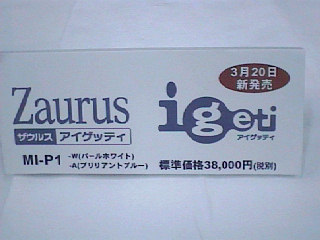 3月20日
新発売
Zaurus
igeti
ザウルス アイゲッティ
アイゲッティ
MI-P1
-W(パールホワイト)
-A(ブリリアントブルー)
標準価格38,000円(税別)